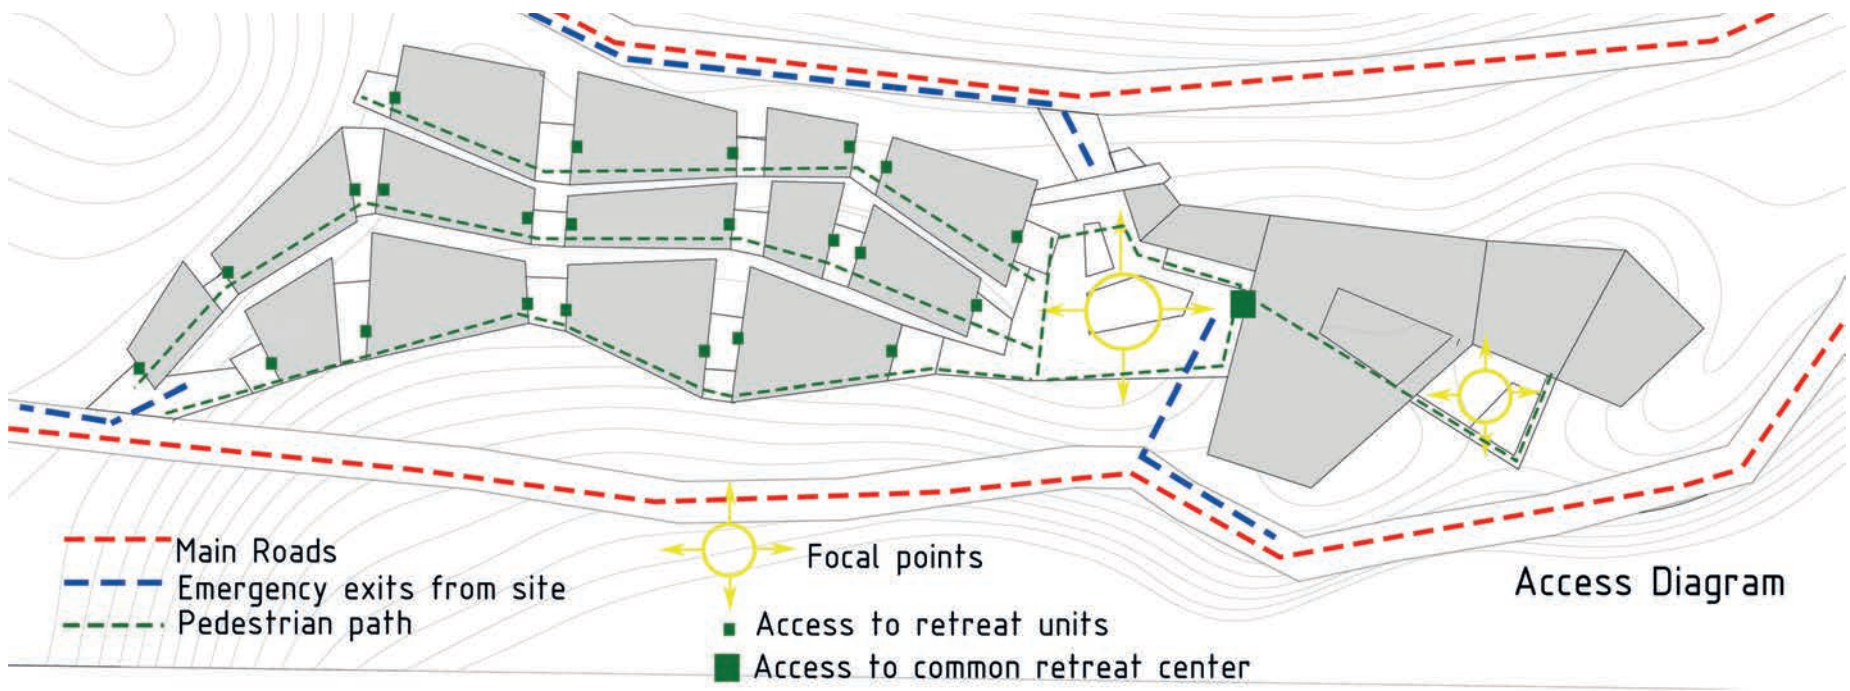 Main Roads
Emergency exits from site
Pedestrian path
Focal points
Access to retreat units
Access to common retreat center
Access Diagram